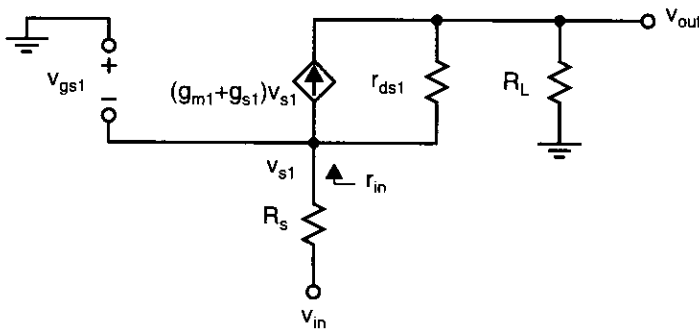 v_out
+
v_gs1
−
(g_m1+g_s1)v_s1
r_ds1
R_L
v_s1
r_in
R_s
v_in